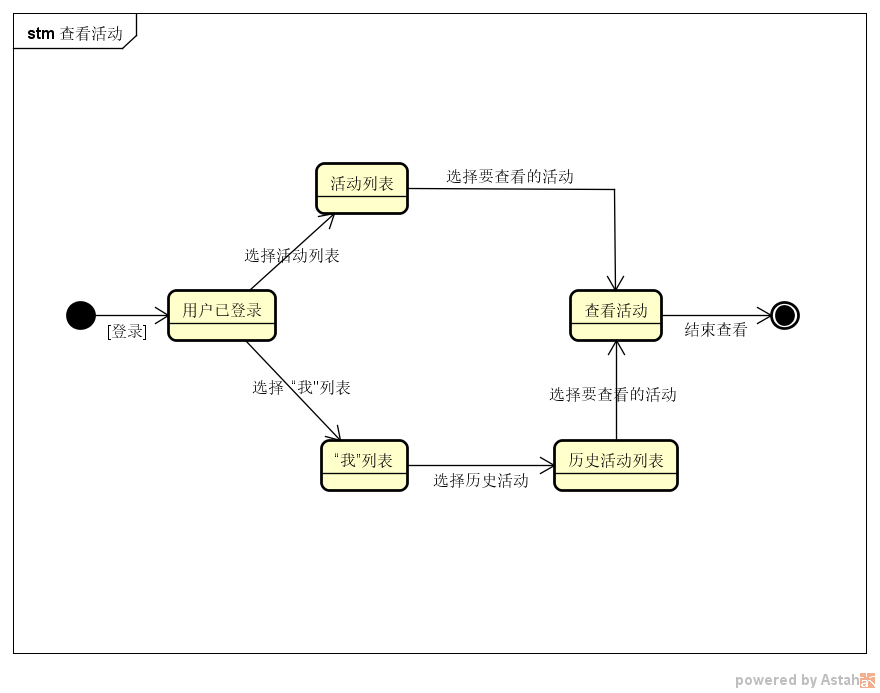 stm 查看活动
活动列表
选择要查看的活动
选择活动列表
用户已登录
查看活动
[登录]
结束查看
选择 “我"列表
选择要查看的活动
“我”列表
历史活动列表
选择历史活动
powered by Astah